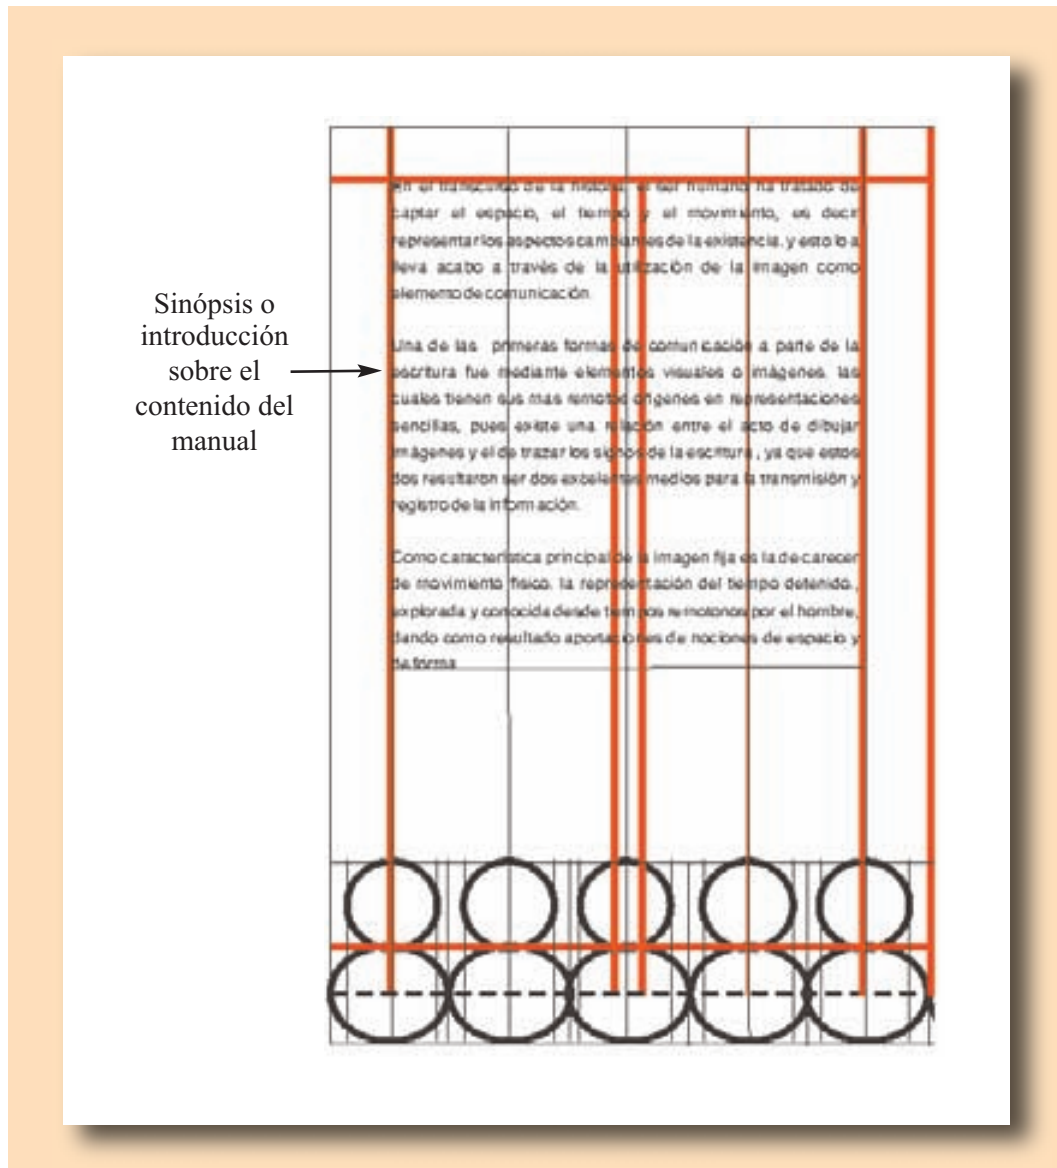 Sinópsis o
introducción
sobre el
contenido del
manual
En el transcurso de la historia, el ser humano ha tratado de
captar el espacio, el tiempo y el movimiento, es decir
representar los aspectos cambiantes de la existencia. y esto lo a
lleva acabo a través de la utilización de la imagen como
elemento de comunicación.
Una de las primeras formas de comunicación a parte de la
escritura fue mediante elementos visuales o imágenes. las
cuales tienen sus mas remotos orígenes en representaciones
sencillas, pues existe una relación entre el acto de dibujar
imágenes y el de trazar los signos de la escritura , ya que estos
dos resultaron ser dos excelentes medios para la transmisión y
registro de la información.
Como característica principal de la imagen fija es la de carecer
de movimiento físico. la representación del tiempo detenido.,
explorada y conocida desde tiempos remotonos por el hombre,
dando como resultado aportaciones de nociones de espacio y
de forma